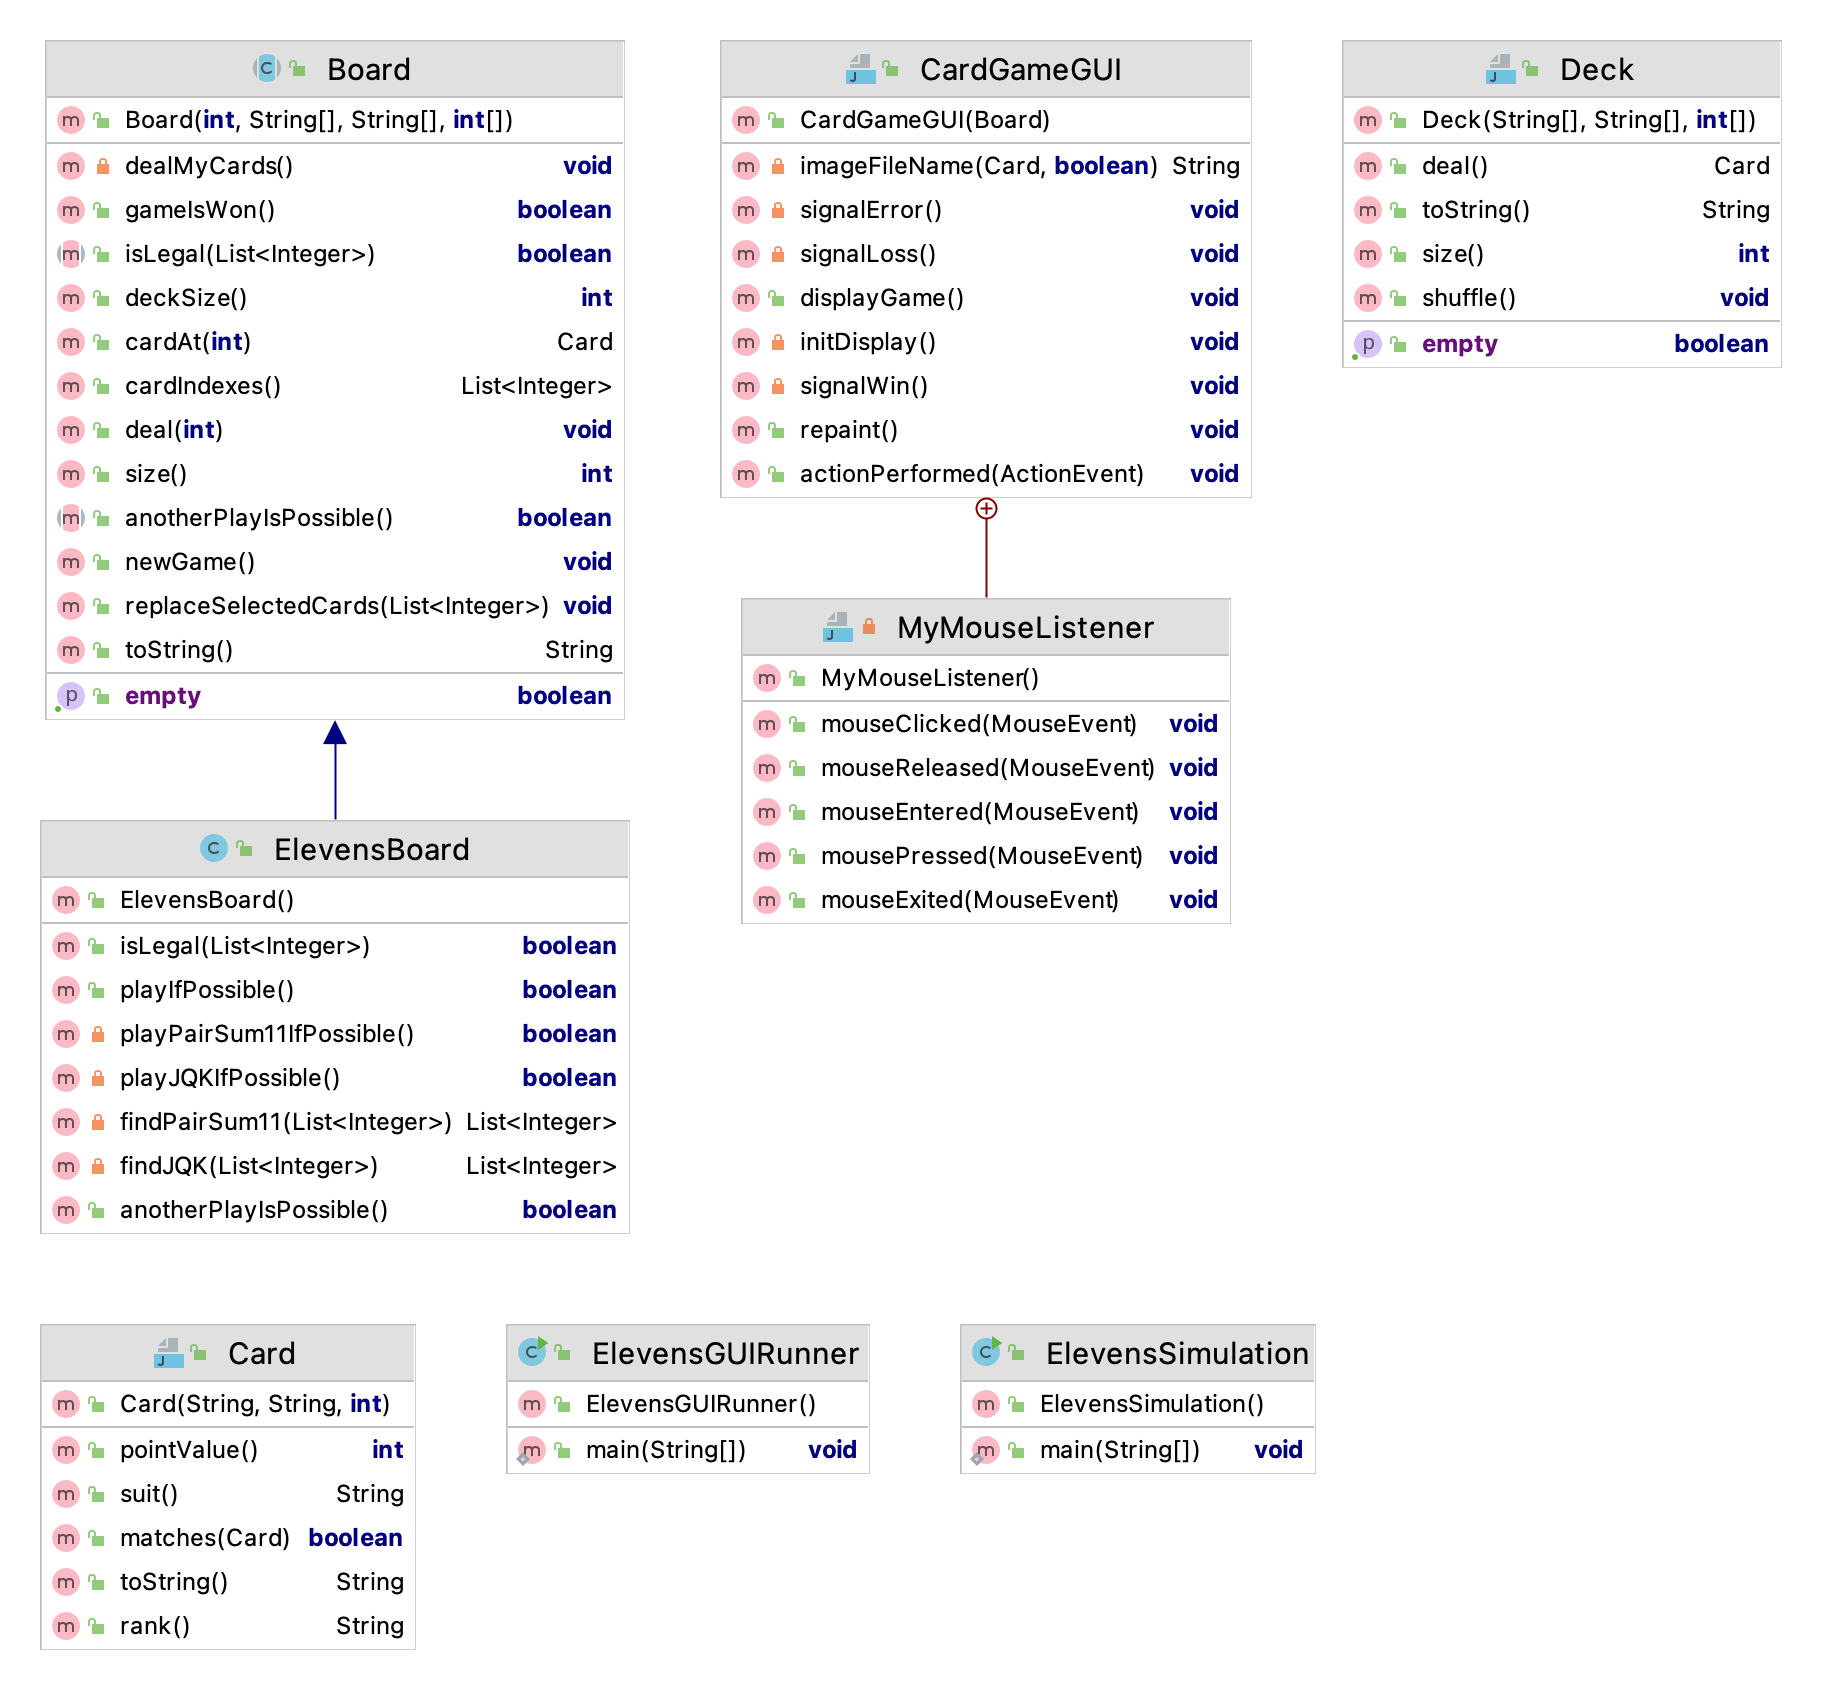 Board
Board(int, String[], String[], int[])
dealMyCards() void
gameIsWon() boolean
isLegal(List<Integer>) boolean
deckSize() int
cardAt(int) Card
cardIndexes() List<Integer>
deal(int) void
size() int
anotherPlayIsPossible() boolean
newGame() void
replaceSelectedCards(List<Integer>) void
toString() String
empty boolean
CardGameGUI
CardGameGUI(Board)
imageFileName(Card, boolean) String
signalError() void
signalLoss() void
displayGame() void
initDisplay() void
signalWin() void
repaint() void
actionPerformed(ActionEvent) void
Deck
Deck(String[], String[], int[])
deal() Card
toString() String
size() int
shuffle() void
empty boolean
MyMouseListener
MyMouseListener()
mouseClicked(MouseEvent) void
mouseReleased(MouseEvent) void
mouseEntered(MouseEvent) void
mousePressed(MouseEvent) void
mouseExited(MouseEvent) void
ElevensBoard
ElevensBoard()
isLegal(List<Integer>) boolean
playIfPossible() boolean
playPairSum11IfPossible() boolean
playJQKIfPossible() boolean
findPairSum11(List<Integer>) List<Integer>
findJQK(List<Integer>) List<Integer>
anotherPlayIsPossible() boolean
Card
Card(String, String, int)
pointValue() int
suit() String
matches(Card) boolean
toString() String
rank() String
ElevensGUIRunner
ElevensGUIRunner()
main(String[]) void
ElevensSimulation
ElevensSimulation()
main(String[]) void